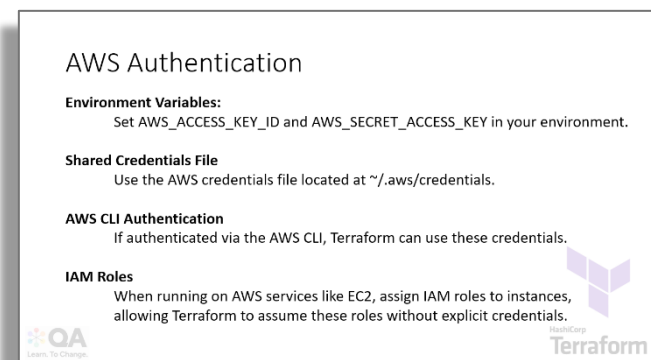 AWS Authentication
Environment Variables:
Set AWS_ACCESS_KEY_ID and AWS_SECRET_ACCESS_KEY in your environment.
Shared Credentials File
Use the AWS credentials file located at ~/.aws/credentials.
AWS CLI Authentication
If authenticated via the AWS CLI, Terraform can use these credentials.
IAM Roles
When running on AWS services like EC2, assign IAM roles to instances,
allowing Terraform to assume these roles without explicit credentials.
QA
Learn. To Change.
HashiCorp
Terraform